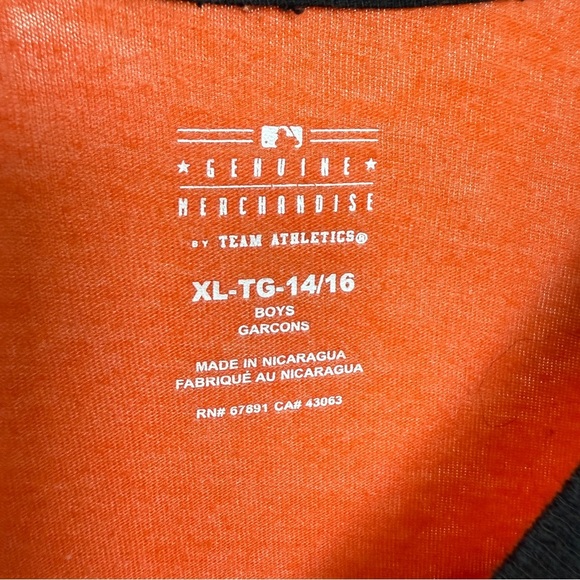 GENUINE
MERCHANDISE
BY TEAM ATHLETICS®
XL-TG-14/16
BOYS
GARCONS
MADE IN NICARAGUA
FABRIQUÉ AU NICARAGUA
RN# 67891 CA# 43063